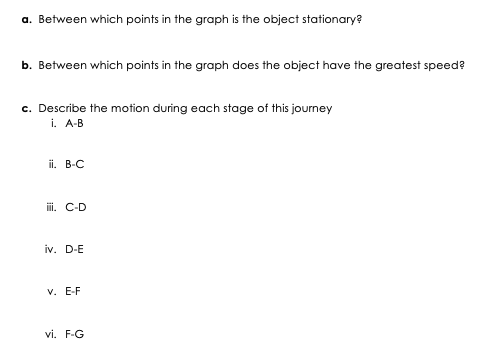 a. Between which points in the graph is the object stationary?
b. Between which points in the graph does the object have the greatest speed?
c. Describe the motion during each stage of this journey
i. A-B
ii. B-C
iii. C-D
iv. D-E
v. E-F
vi. F-G